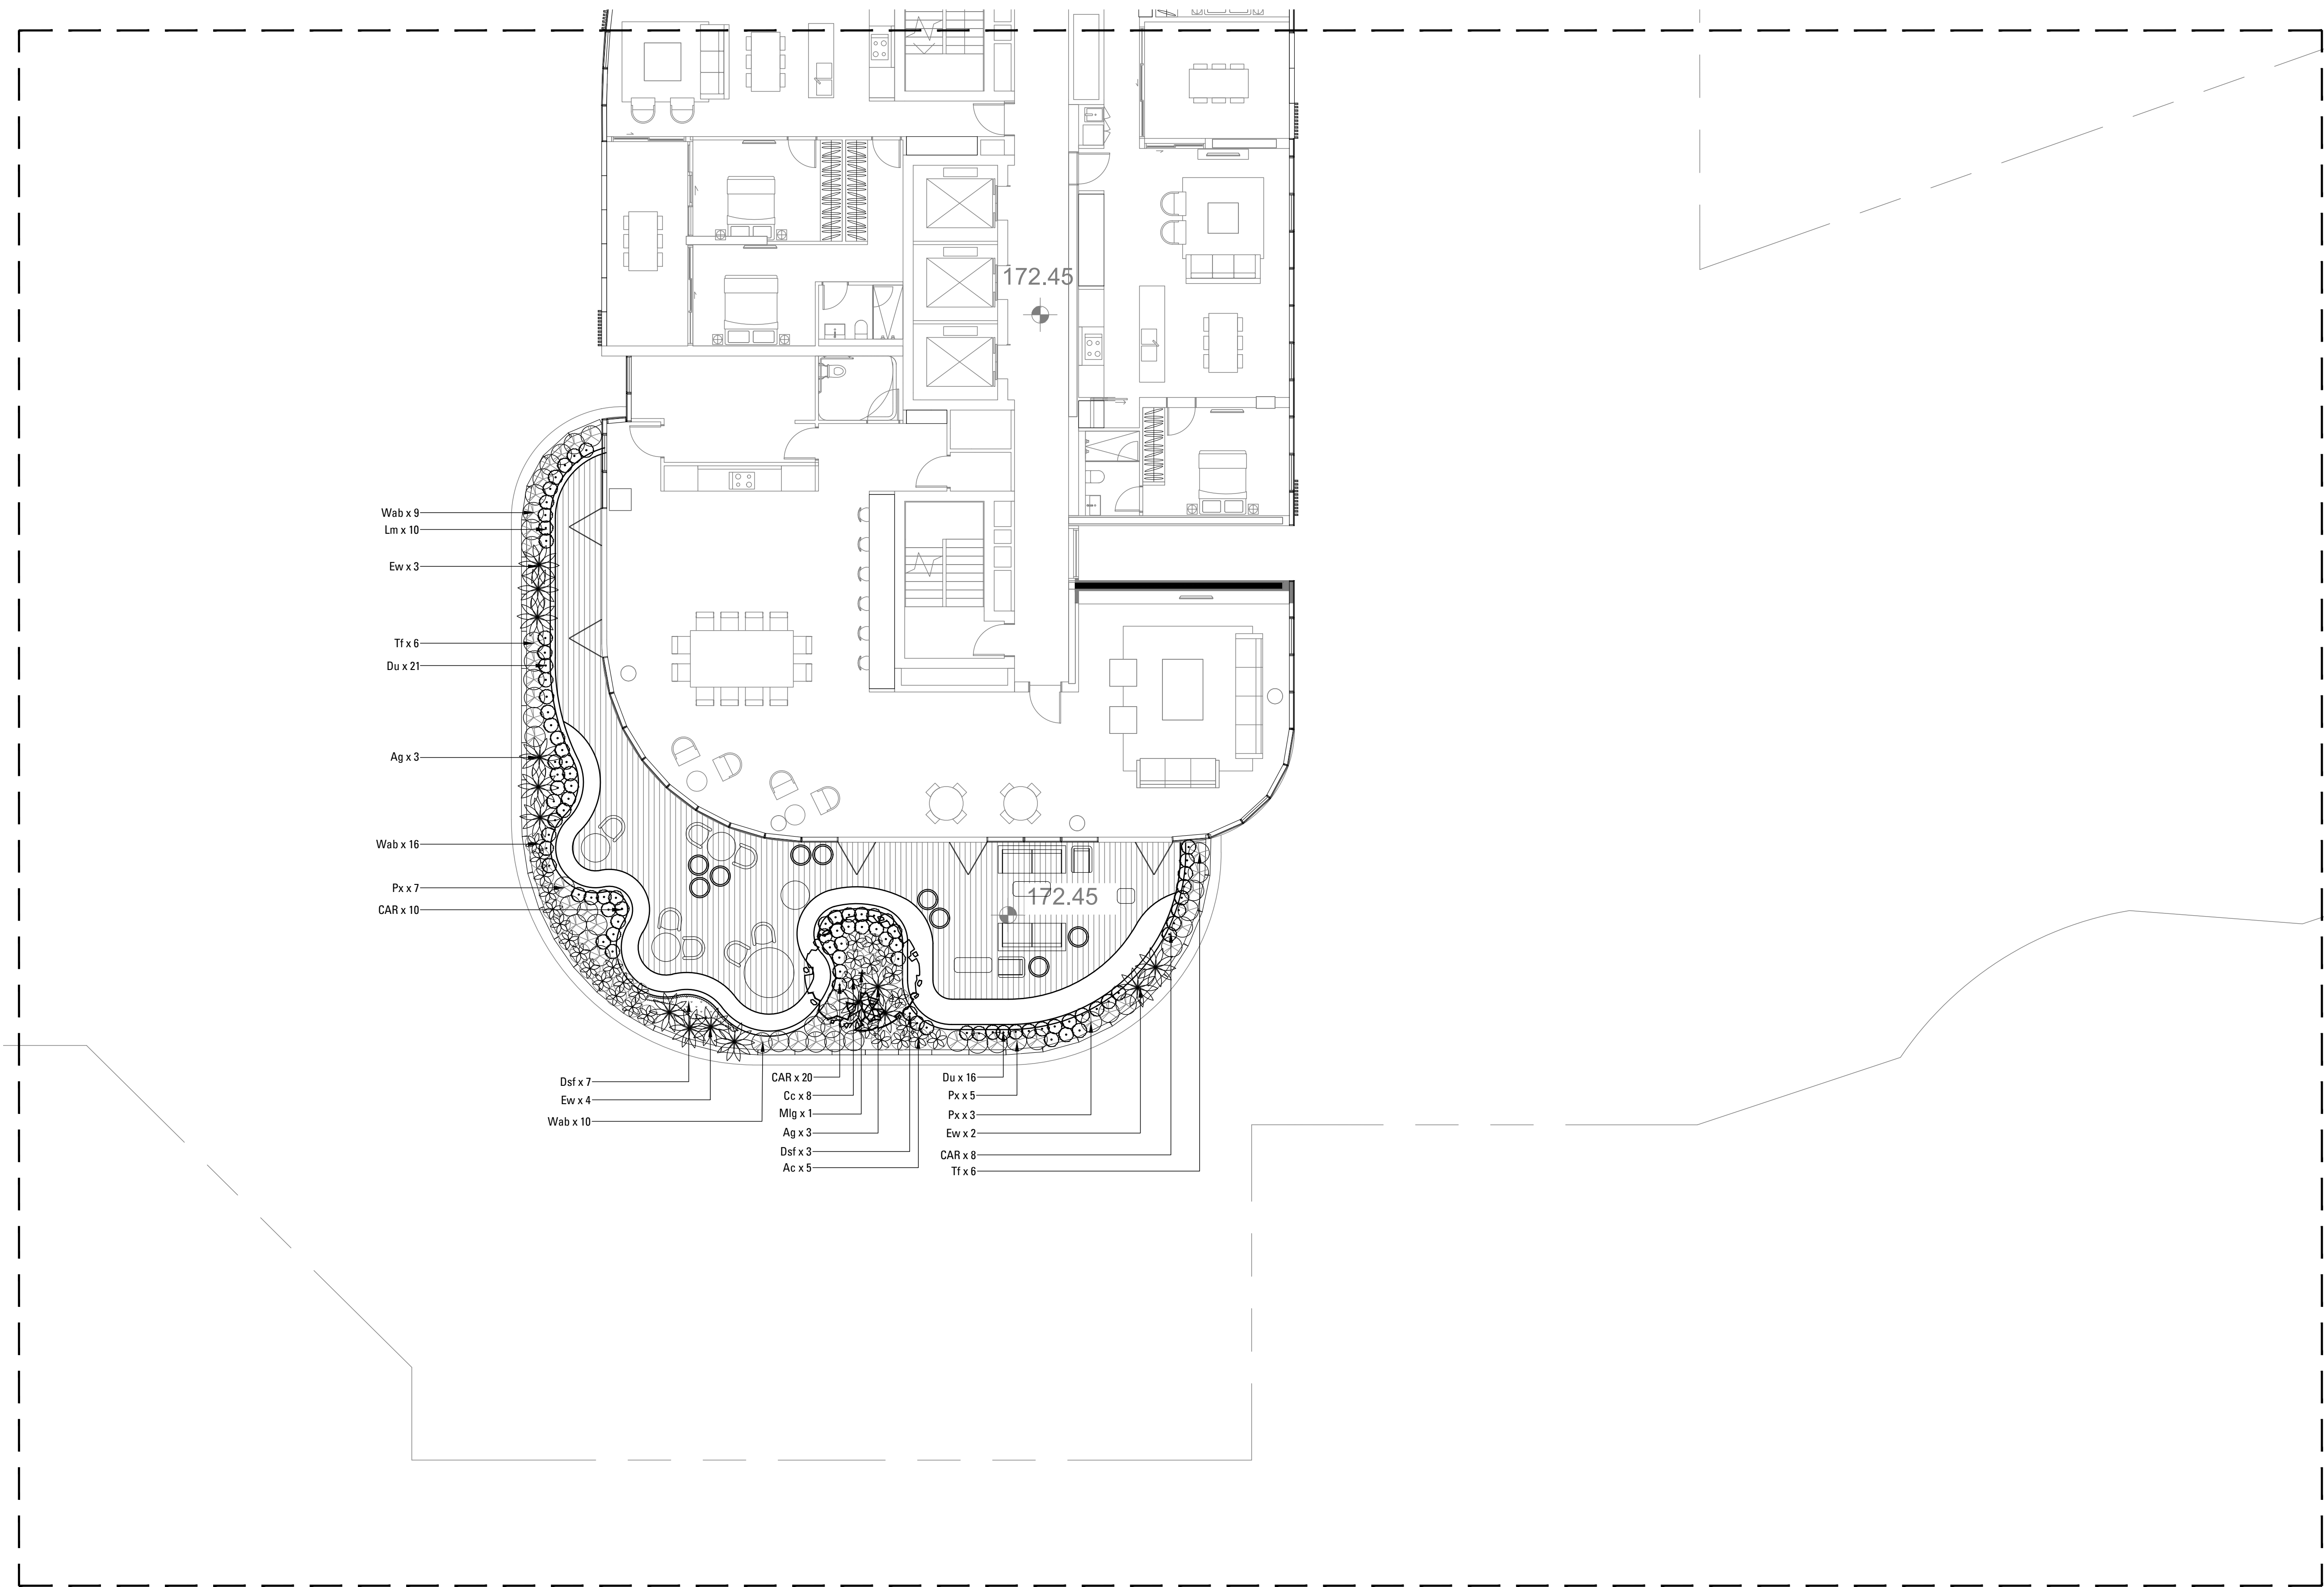 172.45
Wab x 9
Lm x 10
Ew x 3
Tf x 6
Du x 21
Ag x 3
Wab x 16
Px x 7
CAR x 10
172.45
Dsf x 7
Ew x 4
Wab x 10
CAR x 20
Cc x 8
Mlg x 1
Ag x 3
Dsf x 3
Ac x 5
Du x 16
Px x 5
Px x 3
Ew x 2
CAR x 8
Tf x 6